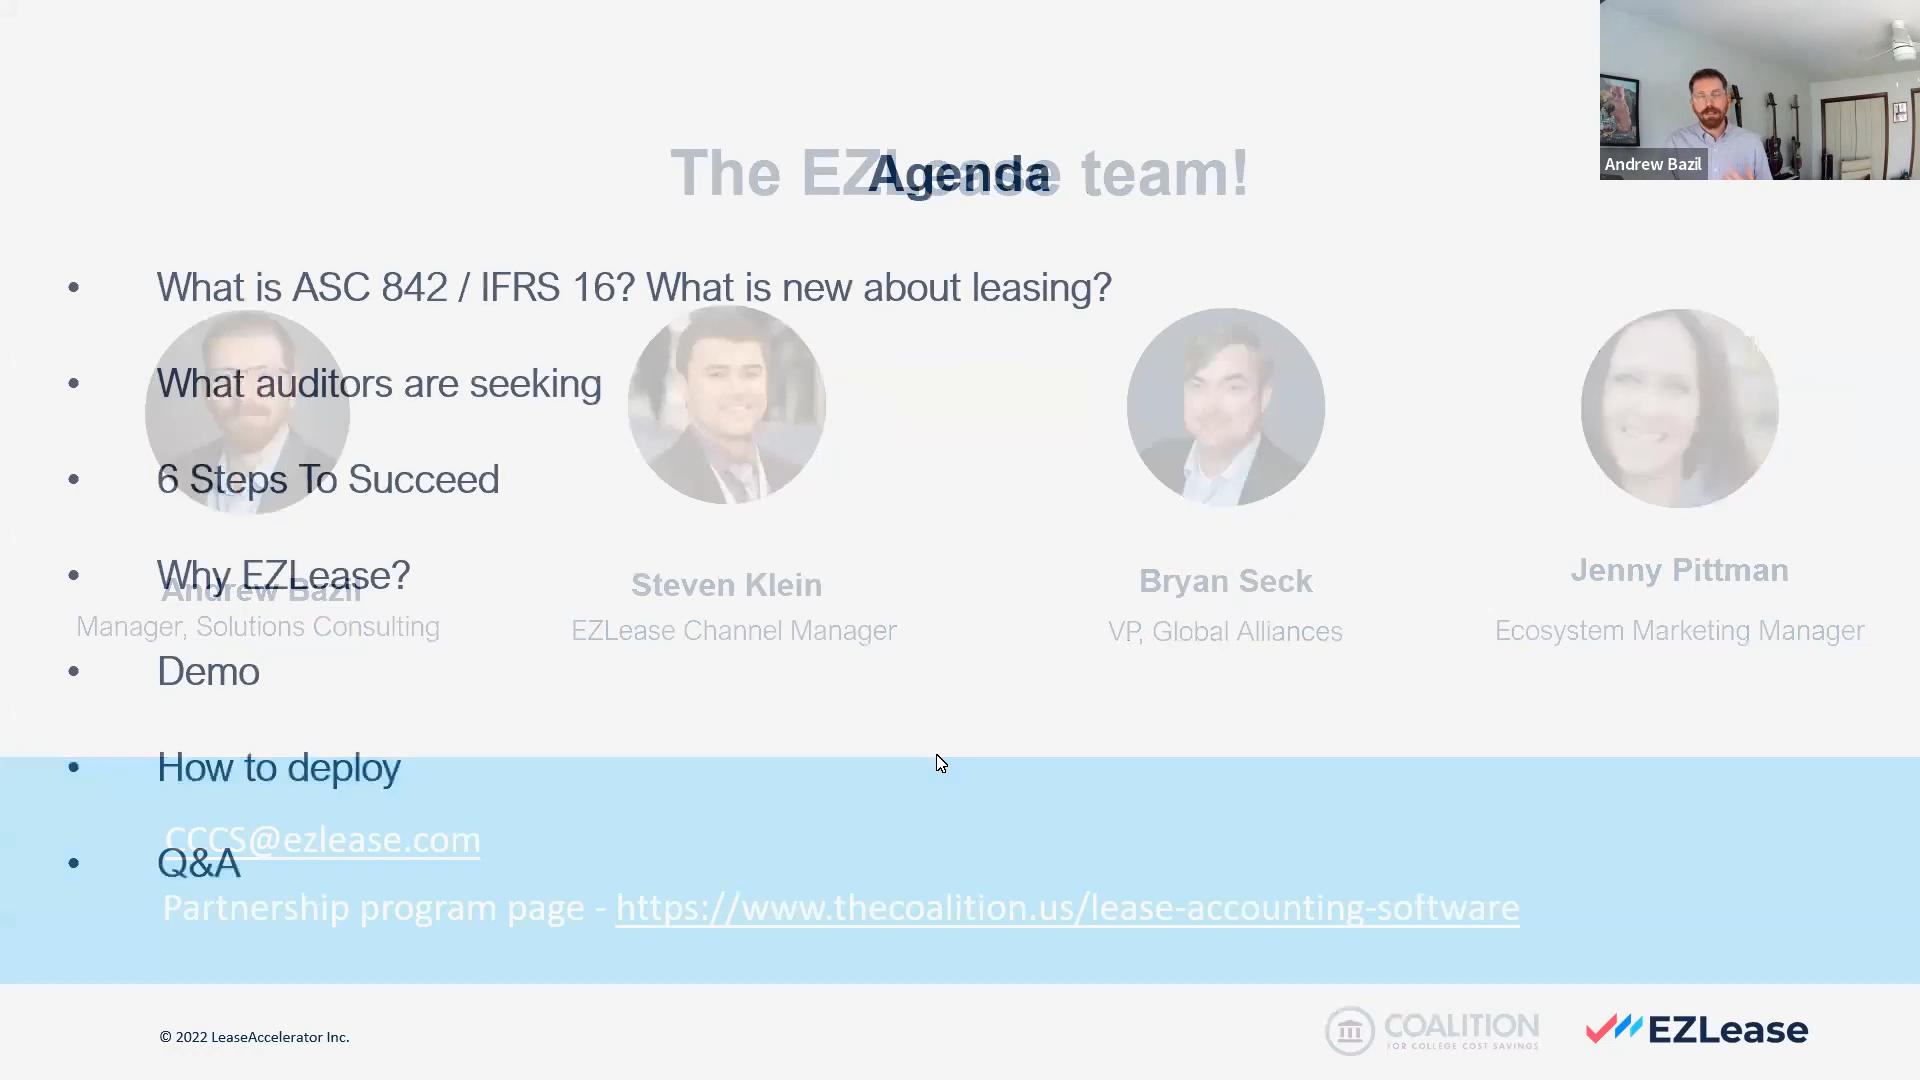 Andrew Bazil
The EZLease team!
Agenda
• What is ASC 842 / IFRS 16? What is new about leasing?
• What auditors are seeking
• 6 Steps To Succeed
• Why EZLease?
• Demo
• How to deploy
• Q&A
Andrew Bazil
Manager, Solutions Consulting
Steven Klein
EZLease Channel Manager
Bryan Seck
VP, Global Alliances
Jenny Pittman
Ecosystem Marketing Manager
CCCS@ezlease.com
Partnership program page - https://www.thecoalition.us/lease-accounting-software
© 2022 LeaseAccelerator Inc.
COALITION
FOR COLLEGE COST SAVINGS
EZLease